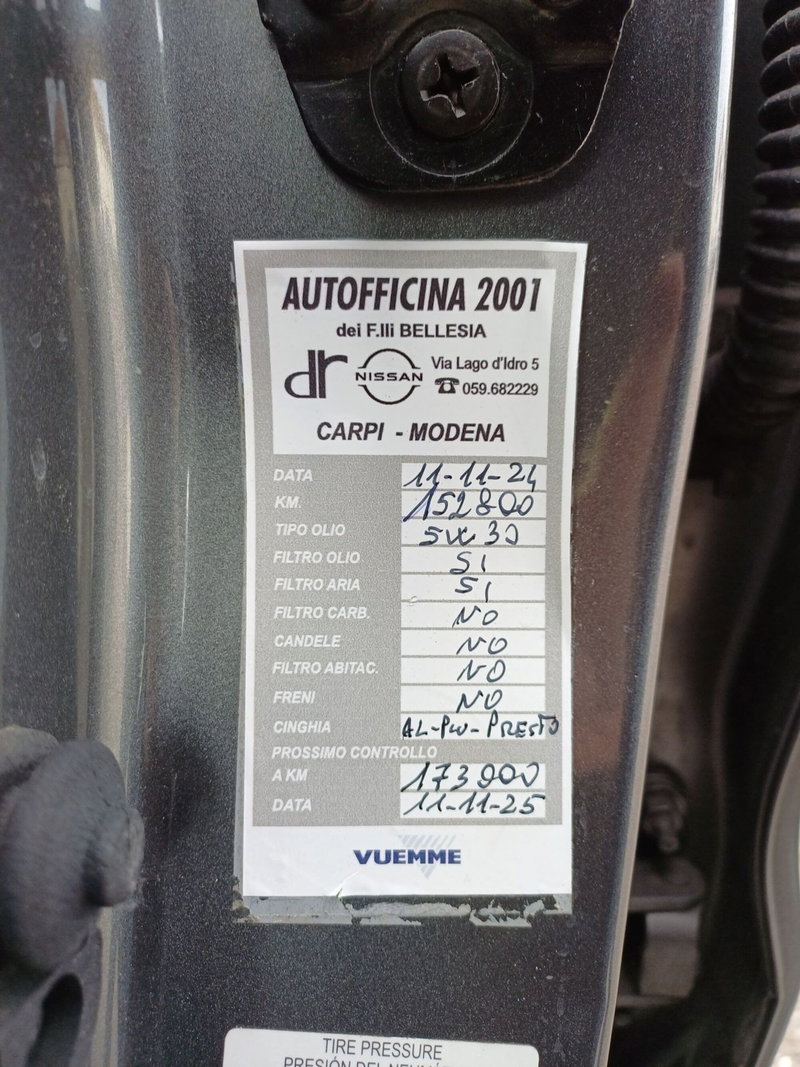 AUTOFFICINA 2001
dei F.lli BELLESIA
dr NISSAN Via Lago d'Idro 5
☎ 059.682229
CARPI - MODENA
DATA 11-11-24
KM. 152800
TIPO OLIO 5W30
FILTRO OLIO SI
FILTRO ARIA SI
FILTRO CARB. NO
CANDELE NO
FILTRO ABITAC. NO
FRENI NO
CINGHIA AL-PIU-PRESTO
PROSSIMO CONTROLLO
A KM 173000
DATA 11-11-25
VUEMME
TIRE PRESSURE